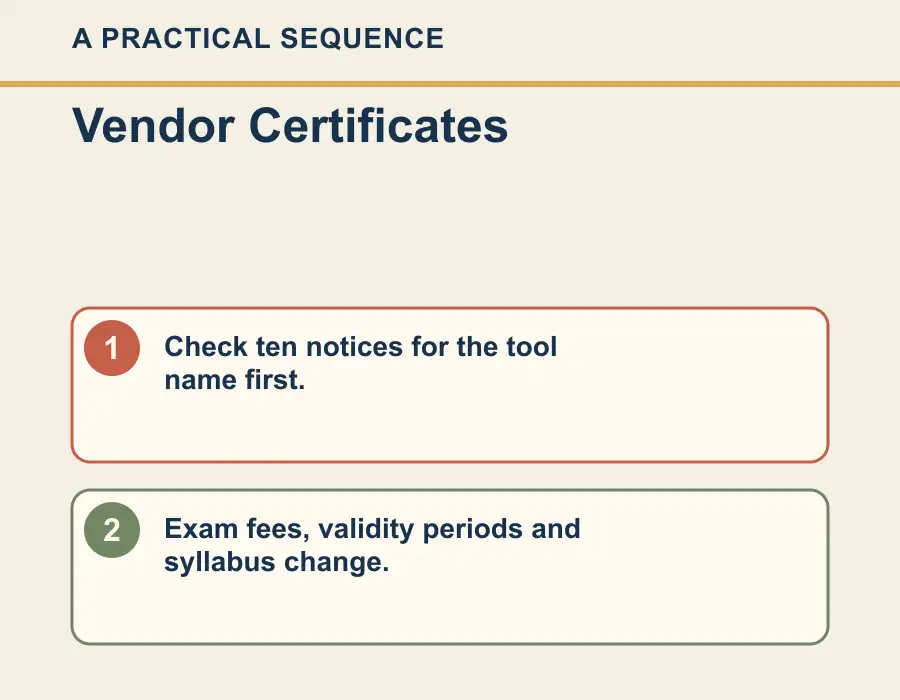 A PRACTICAL SEQUENCE
Vendor Certificates
1
Check ten notices for the tool
name first.
2
Exam fees, validity periods and
syllabus change.